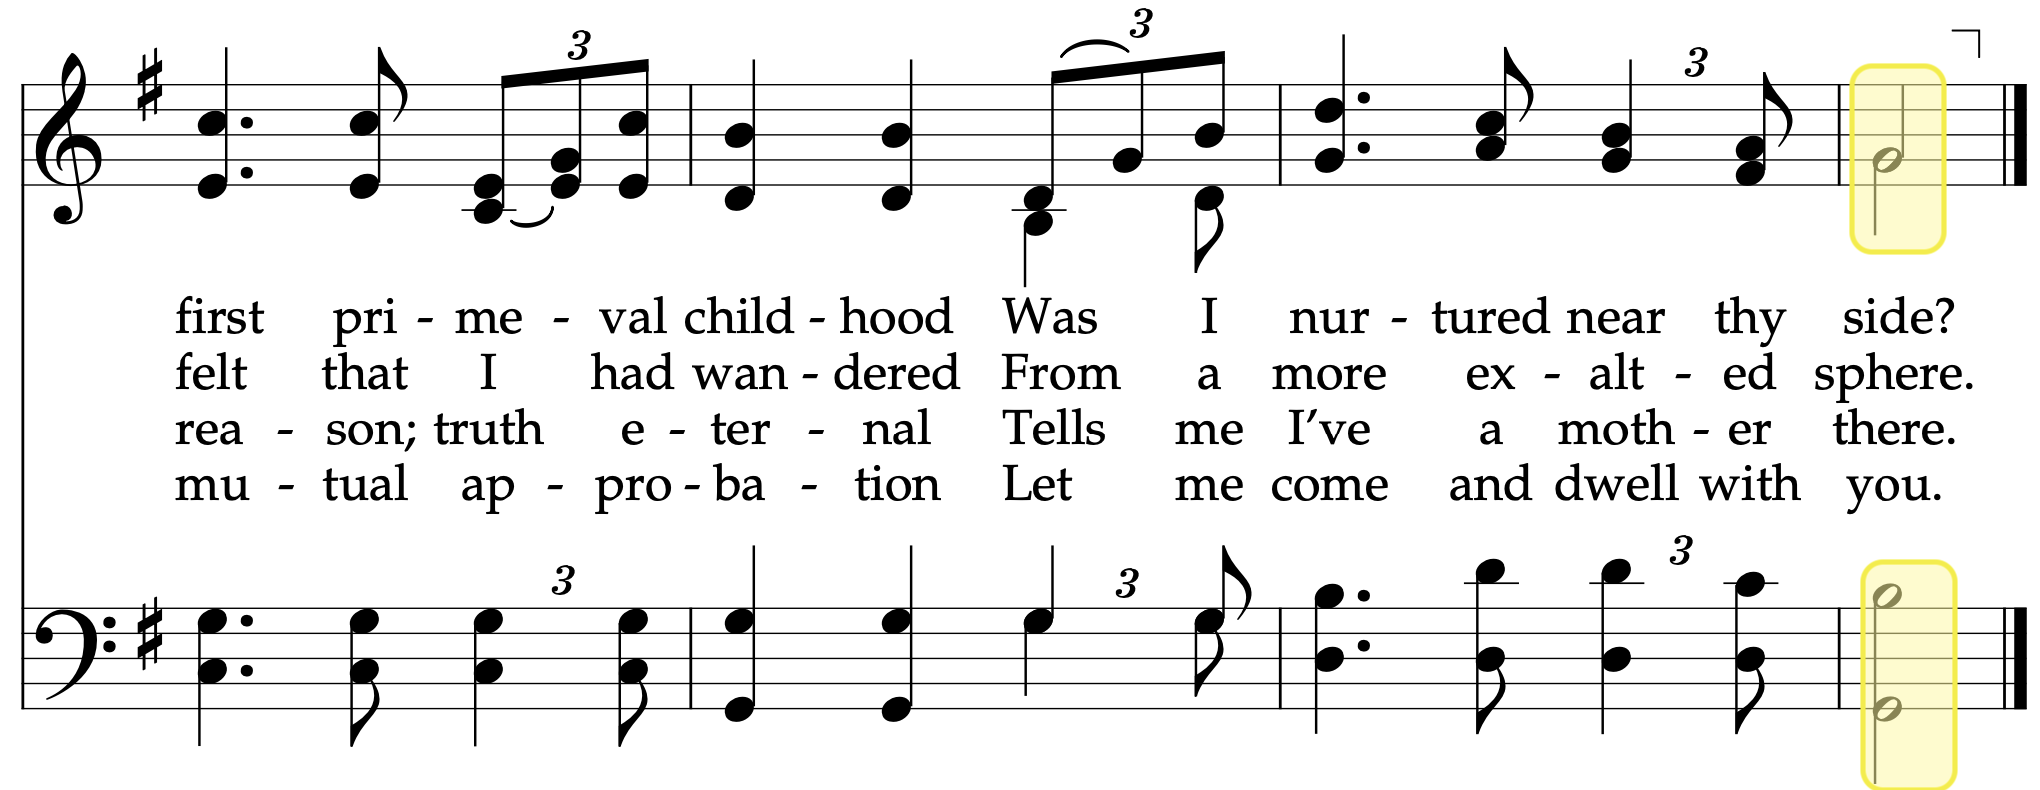 3 3 3
first pri - me - val child - hood Was I nur - tured near thy side?
felt that I had wan - dered From a more ex - alt - ed sphere.
rea - son; truth e - ter - nal Tells me I've a moth - er there.
mu - tual ap - pro - ba - tion Let me come and dwell with you.
3 3 3